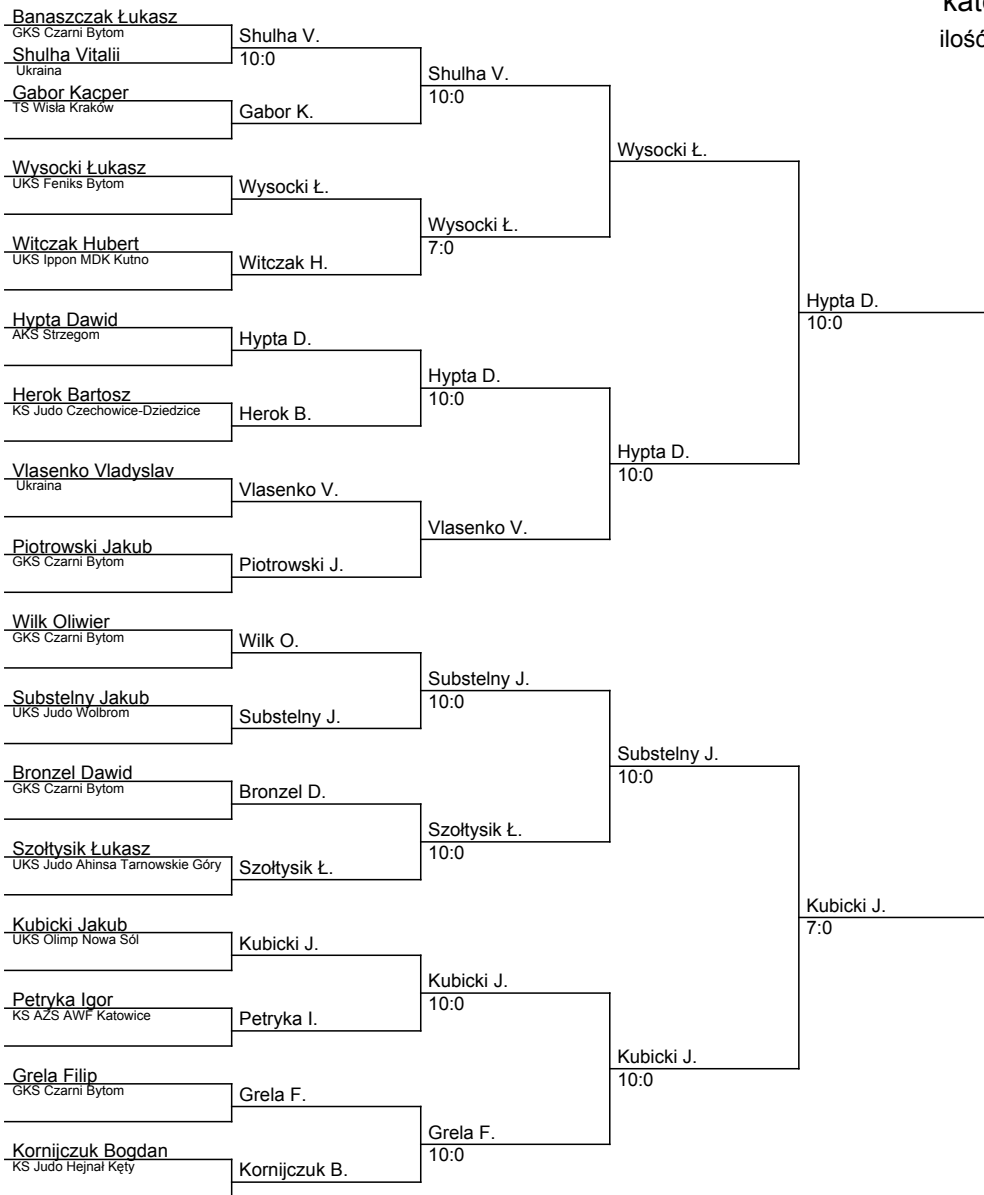 Banaszczak Łukasz
GKS Czarni Bytom
Shulha Vitalii
Ukraina
Gabor Kacper
TS Wisła Kraków
Wysocki Łukasz
UKS Feniks Bytom
Witczak Hubert
UKS Ippon MDK Kutno
Hypta Dawid
AKS Strzegom
Herok Bartosz
KS Judo Czechowice-Dziedzice
Vlasenko Vladyslav
Ukraina
Piotrowski Jakub
GKS Czarni Bytom
Wilk Oliwier
GKS Czarni Bytom
Substelny Jakub
UKS Judo Wolbrom
Bronzel Dawid
GKS Czarni Bytom
Szołtysik Łukasz
UKS Judo Ahinsa Tarnowskie Góry
Kubicki Jakub
UKS Olimp Nowa Sól
Petryka Igor
KS AZS AWF Katowice
Grela Filip
GKS Czarni Bytom
Kornijczuk Bogdan
KS Judo Hejnał Kęty
Shulha V.
10:0
Gabor K.
Wysocki Ł.
Witczak H.
Hypta D.
Herok B.
Vlasenko V.
Piotrowski J.
Wilk O.
Substelny J.
Bronzel D.
Szołtysik Ł.
Kubicki J.
Petryka I.
Grela F.
Kornijczuk B.
Shulha V.
10:0
Wysocki Ł.
7:0
Hypta D.
10:0
Vlasenko V.
Substelny J.
10:0
Szołtysik Ł.
10:0
Kubicki J.
10:0
Grela F.
10:0
Wysocki Ł.
Hypta D.
10:0
Substelny J.
10:0
Kubicki J.
10:0
Hypta D.
10:0
Kubicki J.
7:0
ilość